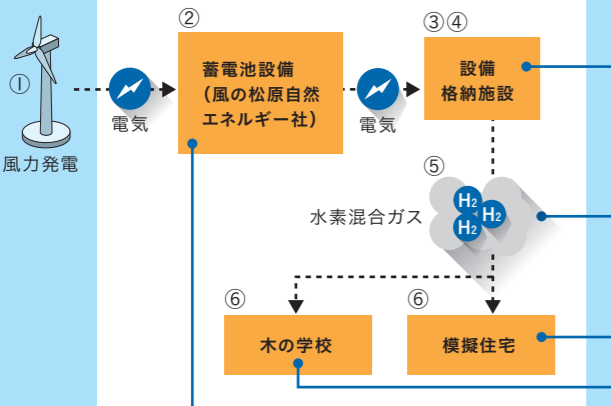 ①
風力発電
電気
②
蓄電池設備
（風の松原自然
エネルギー社）
電気
③④
設備
格納施設
⑤
水素混合ガス
H2
H2
H2
⑥
木の学校
⑥
模擬住宅